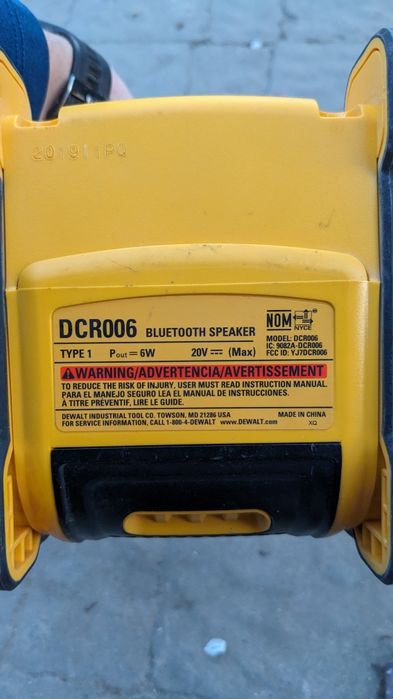 201911PQ
DCR006 BLUETOOTH SPEAKER
NOM NYCE
TYPE 1 Pout = 6W 20V (Max)
MODEL: DCR006
IC: 9082A-DCR006
FCC ID: YJ7DCR006
WARNING/ADVERTENCIA/AVERTISSEMENT
TO REDUCE THE RISK OF INJURY, USER MUST READ INSTRUCTION MANUAL.
PARA EL MANEJO SEGURO LEA EL MANUAL DE INSTRUCCIONES.
À TITRE PRÉVENTIF, LIRE LE GUIDE.
DEWALT INDUSTRIAL TOOL CO. TOWSON, MD 21286 USA MADE IN CHINA
FOR SERVICE INFORMATION, CALL 1-800-4-DEWALT www.DEWALT.com XQ